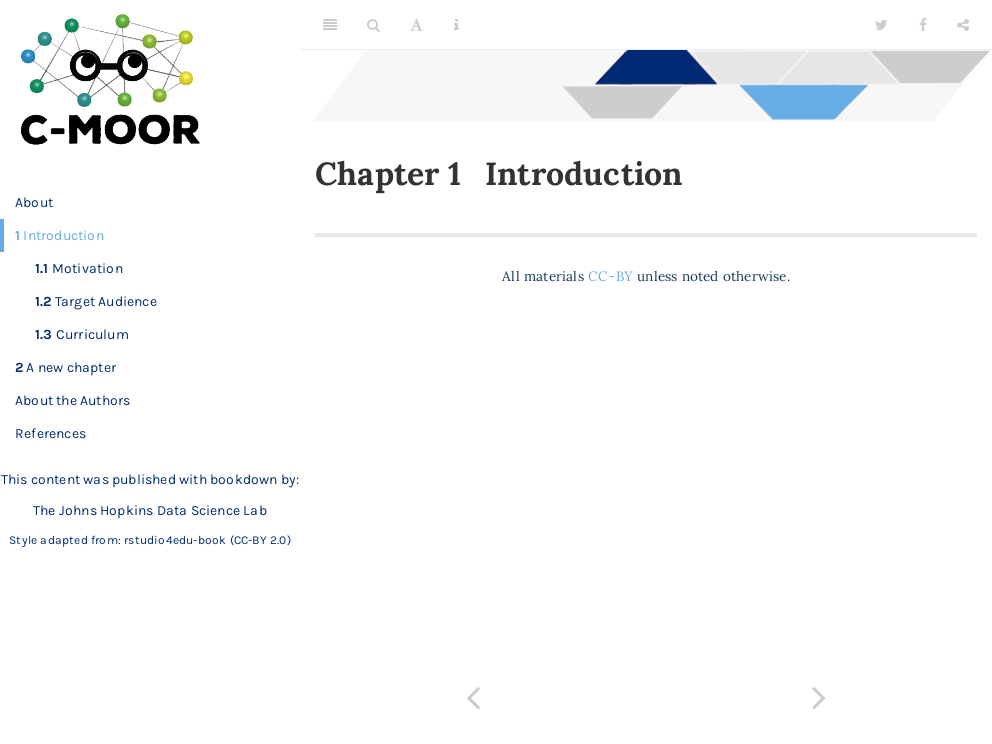 C-MOOR
About
1 Introduction
1.1 Motivation
1.2 Target Audience
1.3 Curriculum
2 A new chapter
About the Authors
References
This content was published with bookdown by:
The Johns Hopkins Data Science Lab
Style adapted from: rstudio4edu-book (CC-BY 2.0)
A
Chapter 1 Introduction
All materials CC-BY unless noted otherwise.